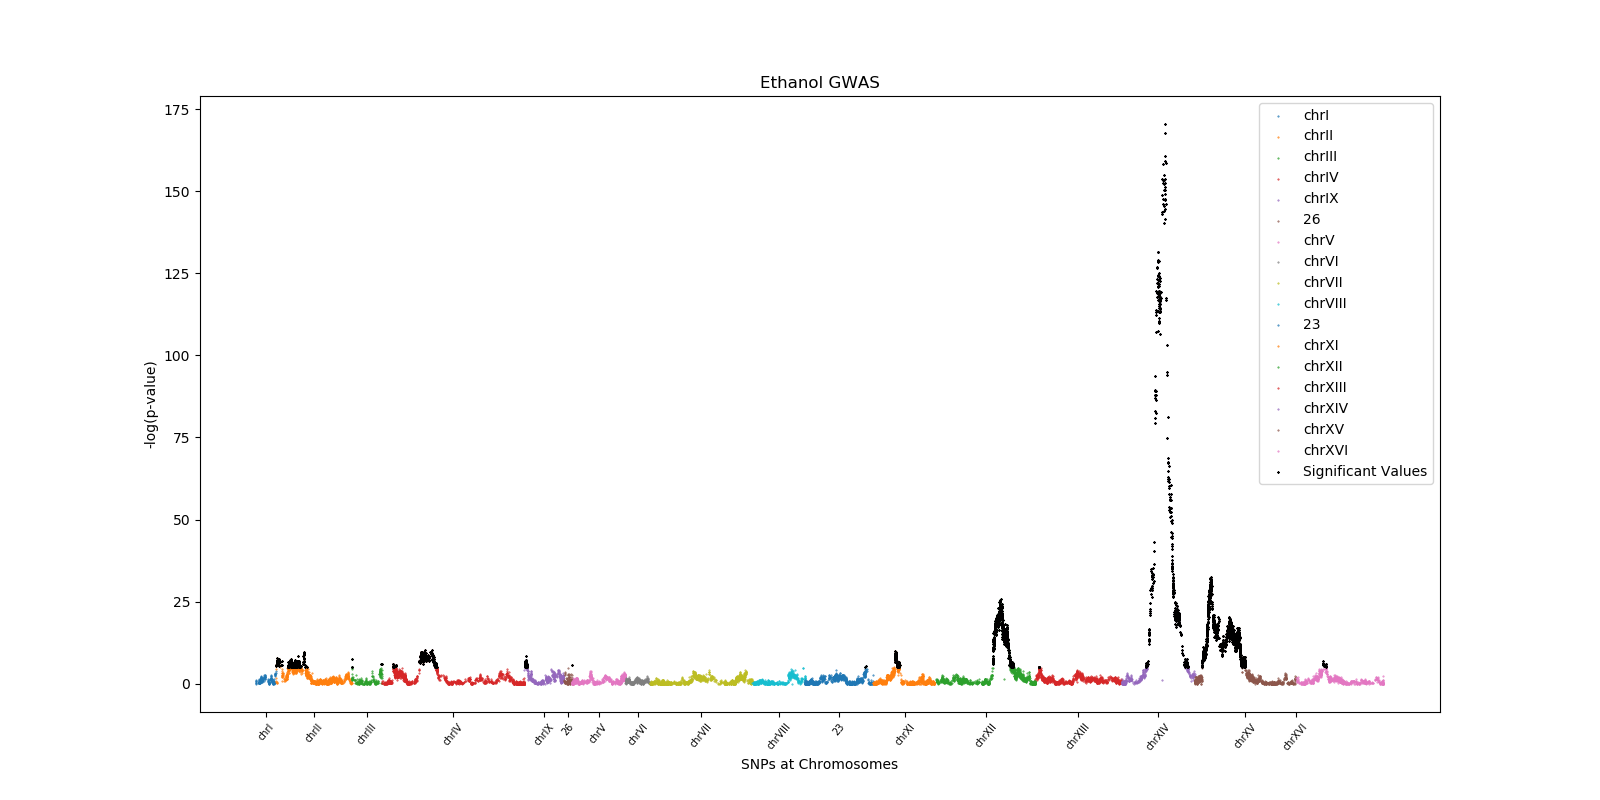 Ethanol GWAS
-log(p-value)
175
150
125
100
75
50
25
0
chrI
chrII
chrIII
chrIV
chrIX
26
chrV
chrVI
chrVII
chrVIII
23
chrXI
chrXII
chrXIII
chrXIV
chrXV
chrXVI
Significant Values
chrI
chrII
chrIII
chrIV
chrIX
26
chrV
chrVI
chrVII
chrVIII
23
chrXI
chrXII
chrXIII
chrXIV
chrXV
chrXVI
SNPs at Chromosomes